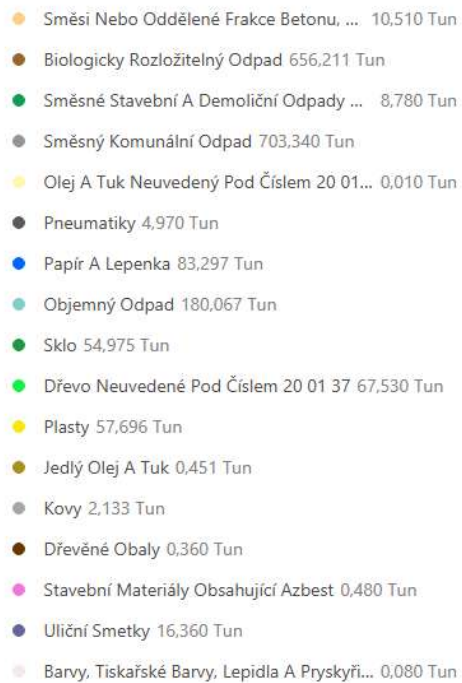 Směsi Nebo Oddělené Frakce Betonu, ... 10,510 Tun
Biologicky Rozložitelný Odpad 656,211 Tun
Směsné Stavební A Demoliční Odpady ... 8,780 Tun
Směsný Komunální Odpad 703,340 Tun
Olej A Tuk Neuvedený Pod Číslem 20 01... 0,010 Tun
Pneumatiky 4,970 Tun
Papír A Lepenka 83,297 Tun
Objemný Odpad 180,067 Tun
Sklo 54,975 Tun
Dřevo Neuvedené Pod Číslem 20 01 37 67,530 Tun
Plasty 57,696 Tun
Jedlý Olej A Tuk 0,451 Tun
Kovy 2,133 Tun
Dřevěné Obaly 0,360 Tun
Stavební Materiály Obsahující Azbest 0,480 Tun
Uliční Smetky 16,360 Tun
Barvy, Tiskařské Barvy, Lepidla A Pryskyři... 0,080 Tun